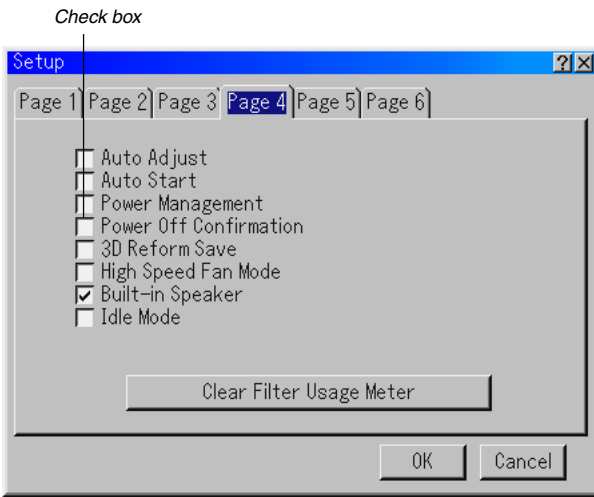 Check box
Setup
Page 1 Page 2 Page 3 Page 4 Page 5 Page 6
Auto Adjust
Auto Start
Power Management
Power Off Confirmation
3D Reform Save
High Speed Fan Mode
Built-in Speaker
Idle Mode
Clear Filter Usage Meter
OK Cancel